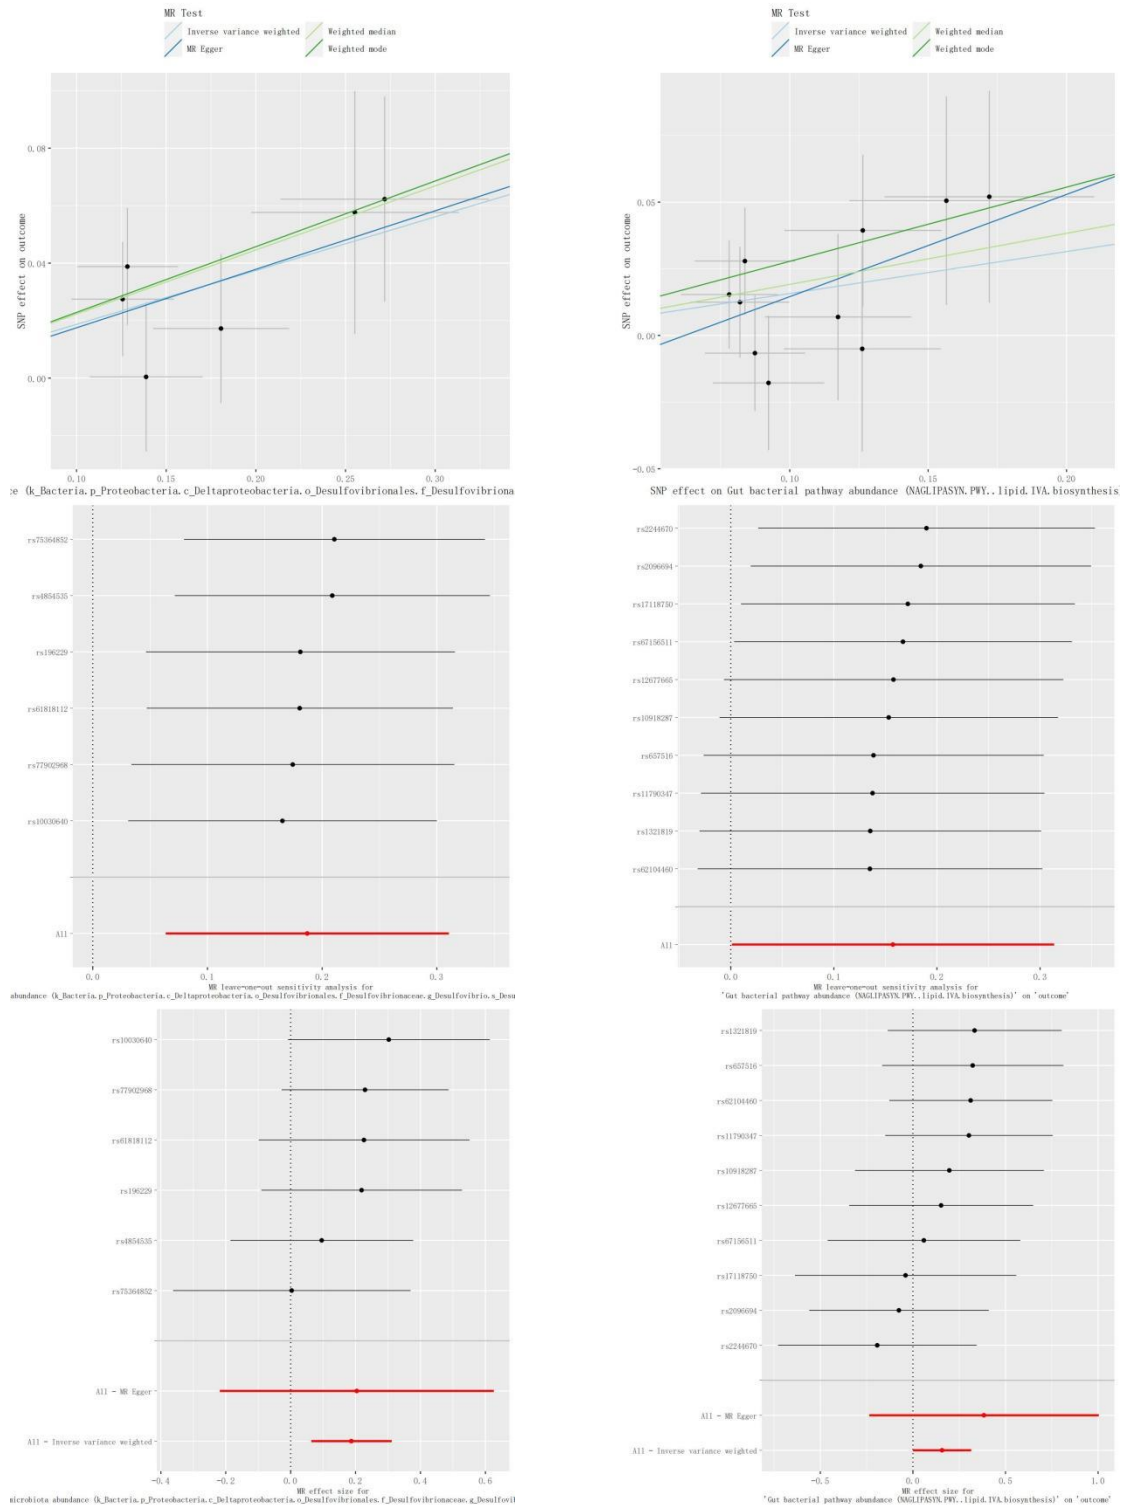 MR Test
Inverse variance weighted
Weighted median
MR Egger
Weighted mode
SNP effect on outcome
0.08
0.04
0.00
0.10
0.15
0.20
0.25
0.30
ce (k_Bacteria.p_Proteobacteria.c_Deltaproteobacteria.o_Desulfovibrionales.f_Desulfovibriona
MR Test
Inverse variance weighted
Weighted median
MR Egger
Weighted mode
SNP effect on outcome
0.05
0.00
-0.05
0.10
0.15
0.20
SNP effect on Gut bacterial pathway abundance (NAGLIPASYN.PWY..lipid.IVA.biosynthesis
rs75364852
rs4854535
rs196229
rs61818112
rs77902968
rs10030640
All
0.0
0.1
0.2
0.3
MR leave-one-out sensitivity analysis for
abundance (k_Bacteria.p_Proteobacteria.c_Deltaproteobacteria.o_Desulfovibrionales.f_Desulfovibrionaceae.g_Desulfovibrio.s_Desu
rs2244670
rs2096694
rs17118750
rs67156511
rs12677665
rs10918287
rs657516
rs11790347
rs1321819
rs62104460
All
0.0
0.1
0.2
0.3
MR leave-one-out sensitivity analysis for
'Gut bacterial pathway abundance (NAGLIPASYN.PWY..lipid.IVA.biosynthesis)' on 'outcome'
rs10030640
rs77902968
rs61818112
rs196229
rs4854535
rs75364852
All - MR Egger
All - Inverse variance weighted
-0.4
-0.2
0.0
0.2
0.4
0.6
MR effect size for
microbiota abundance (k_Bacteria.p_Proteobacteria.c_Deltaproteobacteria.o_Desulfovibrionales.f_Desulfovibrionaceae.g_Desulfovi
rs1321819
rs657516
rs62104460
rs11790347
rs10918287
rs12677665
rs67156511
rs17118750
rs2096694
rs2244670
All - MR Egger
All - Inverse variance weighted
-0.5
0.0
0.5
1.0
MR effect size for
'Gut bacterial pathway abundance (NAGLIPASYN.PWY..lipid.IVA.biosynthesis)' on 'outcome'